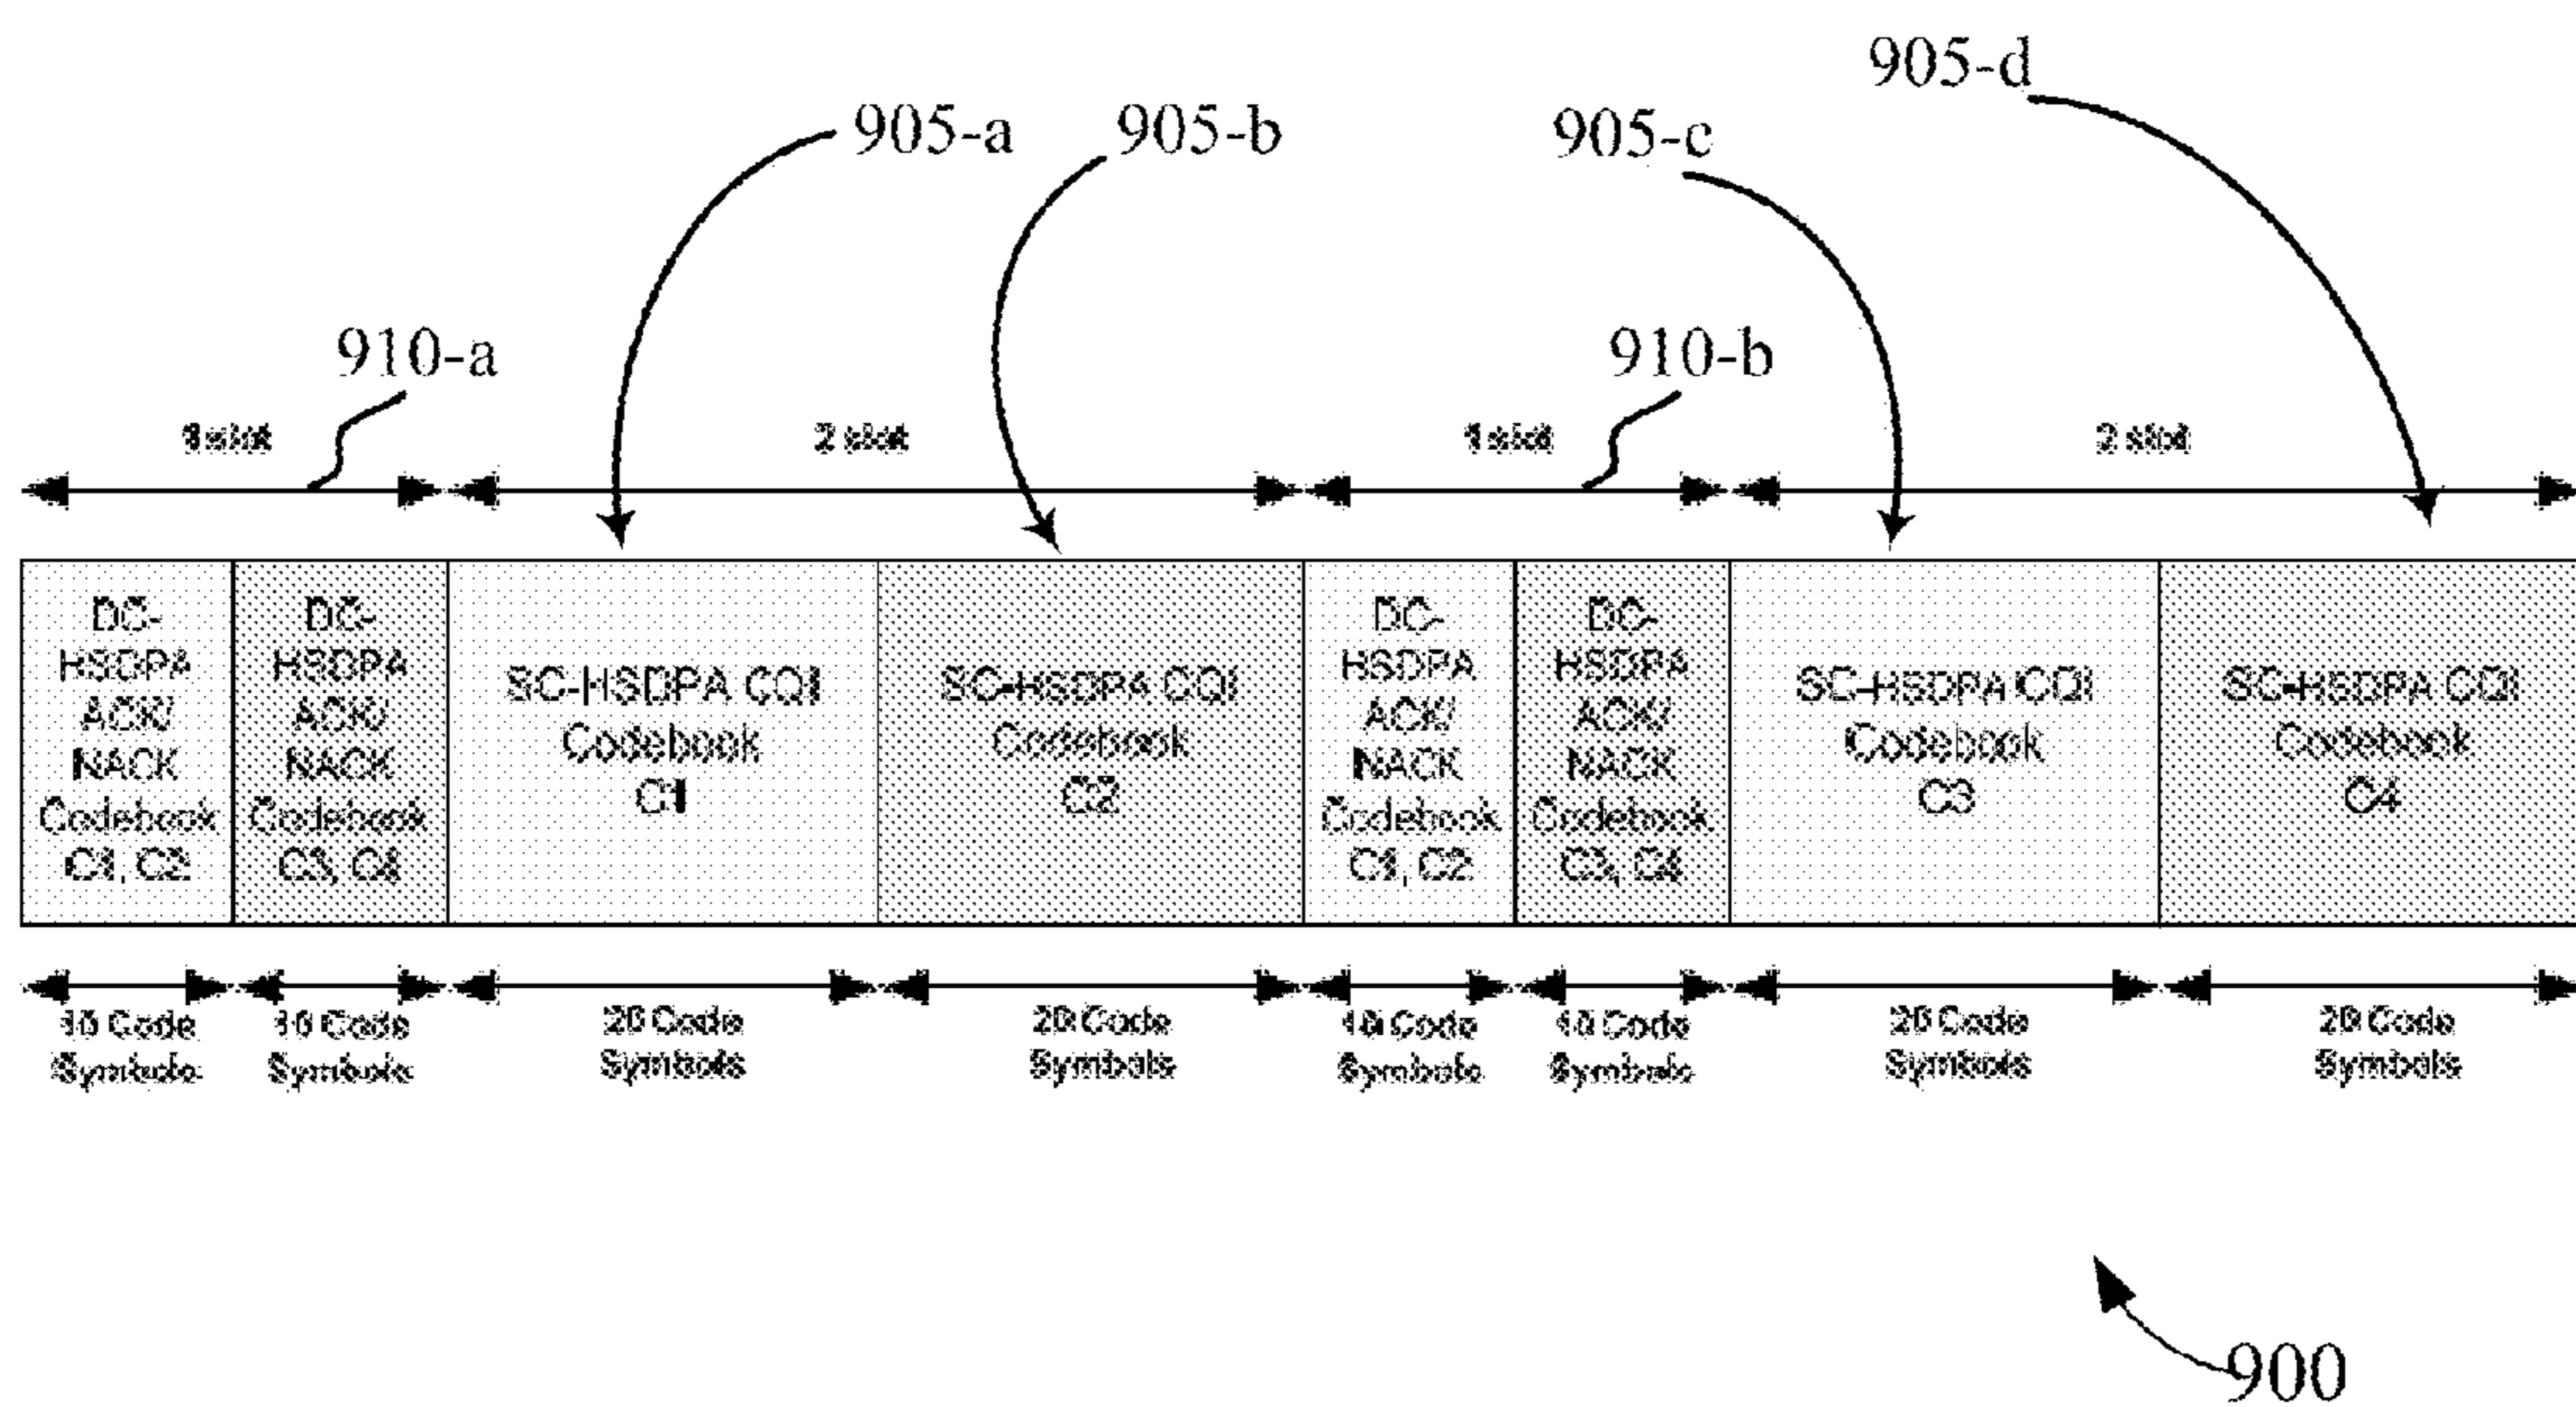 905-d
905-a
905-b
905-c
910-a
910-b
1 slot
2 slot
1 slot
2 slot
DC-
HSDPA
ACK/
NACK
Codebook
C1, C2
DC-
HSDPA
ACK/
NACK
Codebook
C3, C4
SC-HSDPA CQI
Codebook
C1
SC-HSDPA CQI
Codebook
C2
DC-
HSDPA
ACK/
NACK
Codebook
C1, C2
DC-
HSDPA
ACK/
NACK
Codebook
C3, C4
SC-HSDPA CQI
Codebook
C3
SC-HSDPA CQI
Codebook
C4
10 Code
Symbols
10 Code
Symbols
20 Code
Symbols
20 Code
Symbols
10 Code
Symbols
10 Code
Symbols
20 Code
Symbols
20 Code
Symbols
900